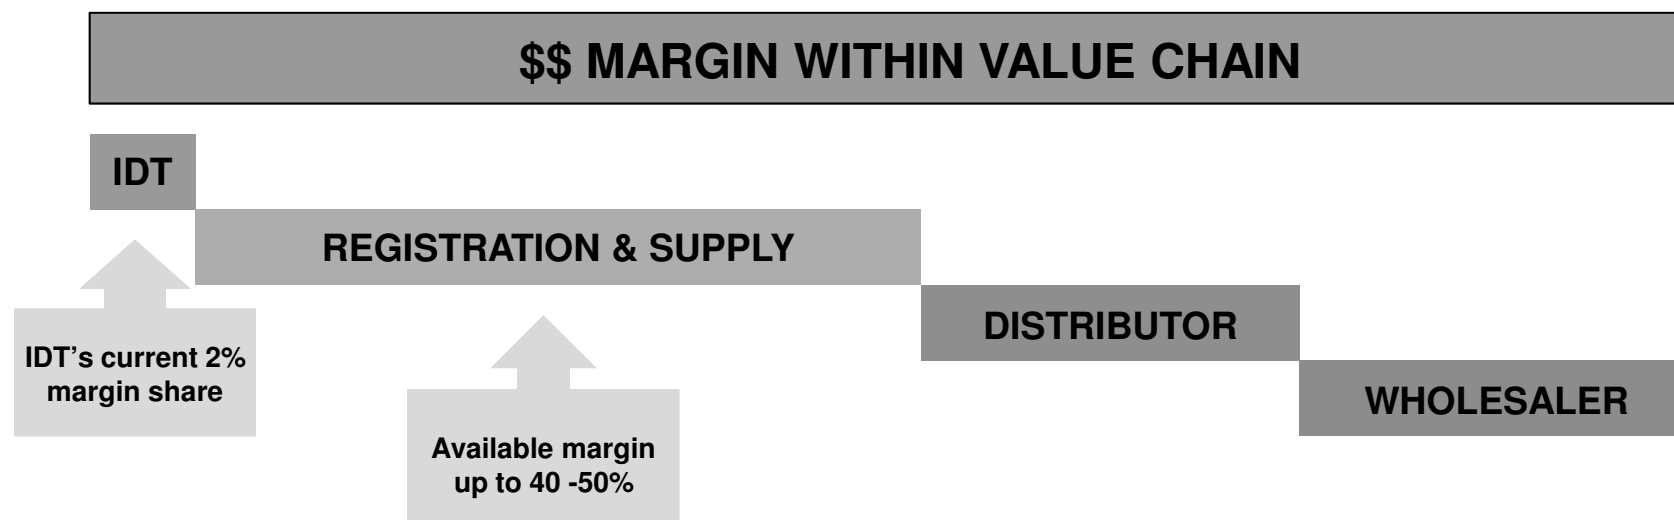 $$ MARGIN WITHIN VALUE CHAIN
IDT
REGISTRATION & SUPPLY
DISTRIBUTOR
WHOLESALER
IDT’s current 2%
margin share
Available margin
up to 40 -50%